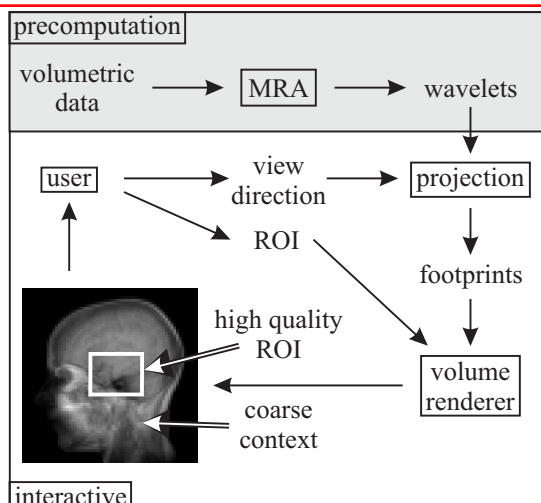 precomputation
volumetric
data
MRA
wavelets
user
view
direction
projection
ROI
footprints
high quality
ROI
volume
renderer
coarse
context
interactive